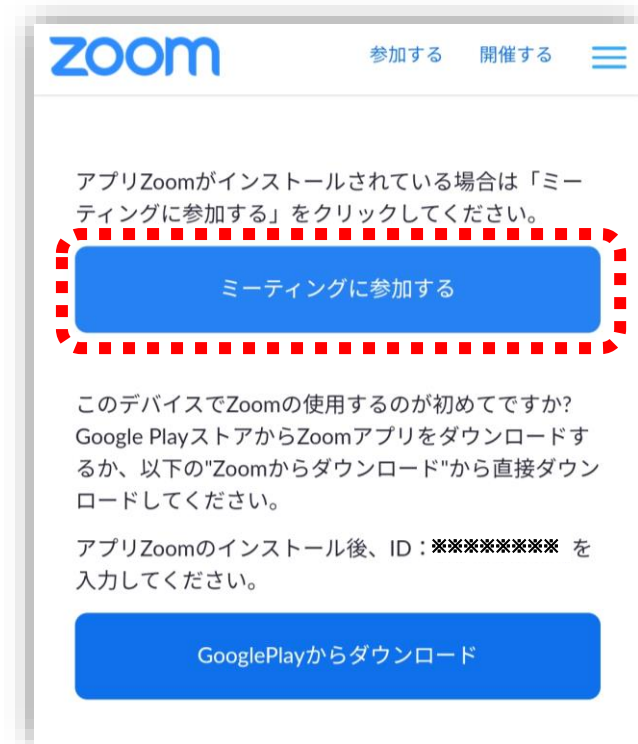 zoom 参加する 開催する
アプリZoomがインストールされている場合は「ミー
ティングに参加する」をクリックしてください。
ミーティングに参加する
このデバイスでZoomの使用するのが初めてですか?
Google PlayストアからZoomアプリをダウンロードす
るか、以下の"Zoomからダウンロード"から直接ダウン
ロードしてください。
アプリZoomのインストール後、ID：※※※※※※※※ を
入力してください。
GooglePlayからダウンロード